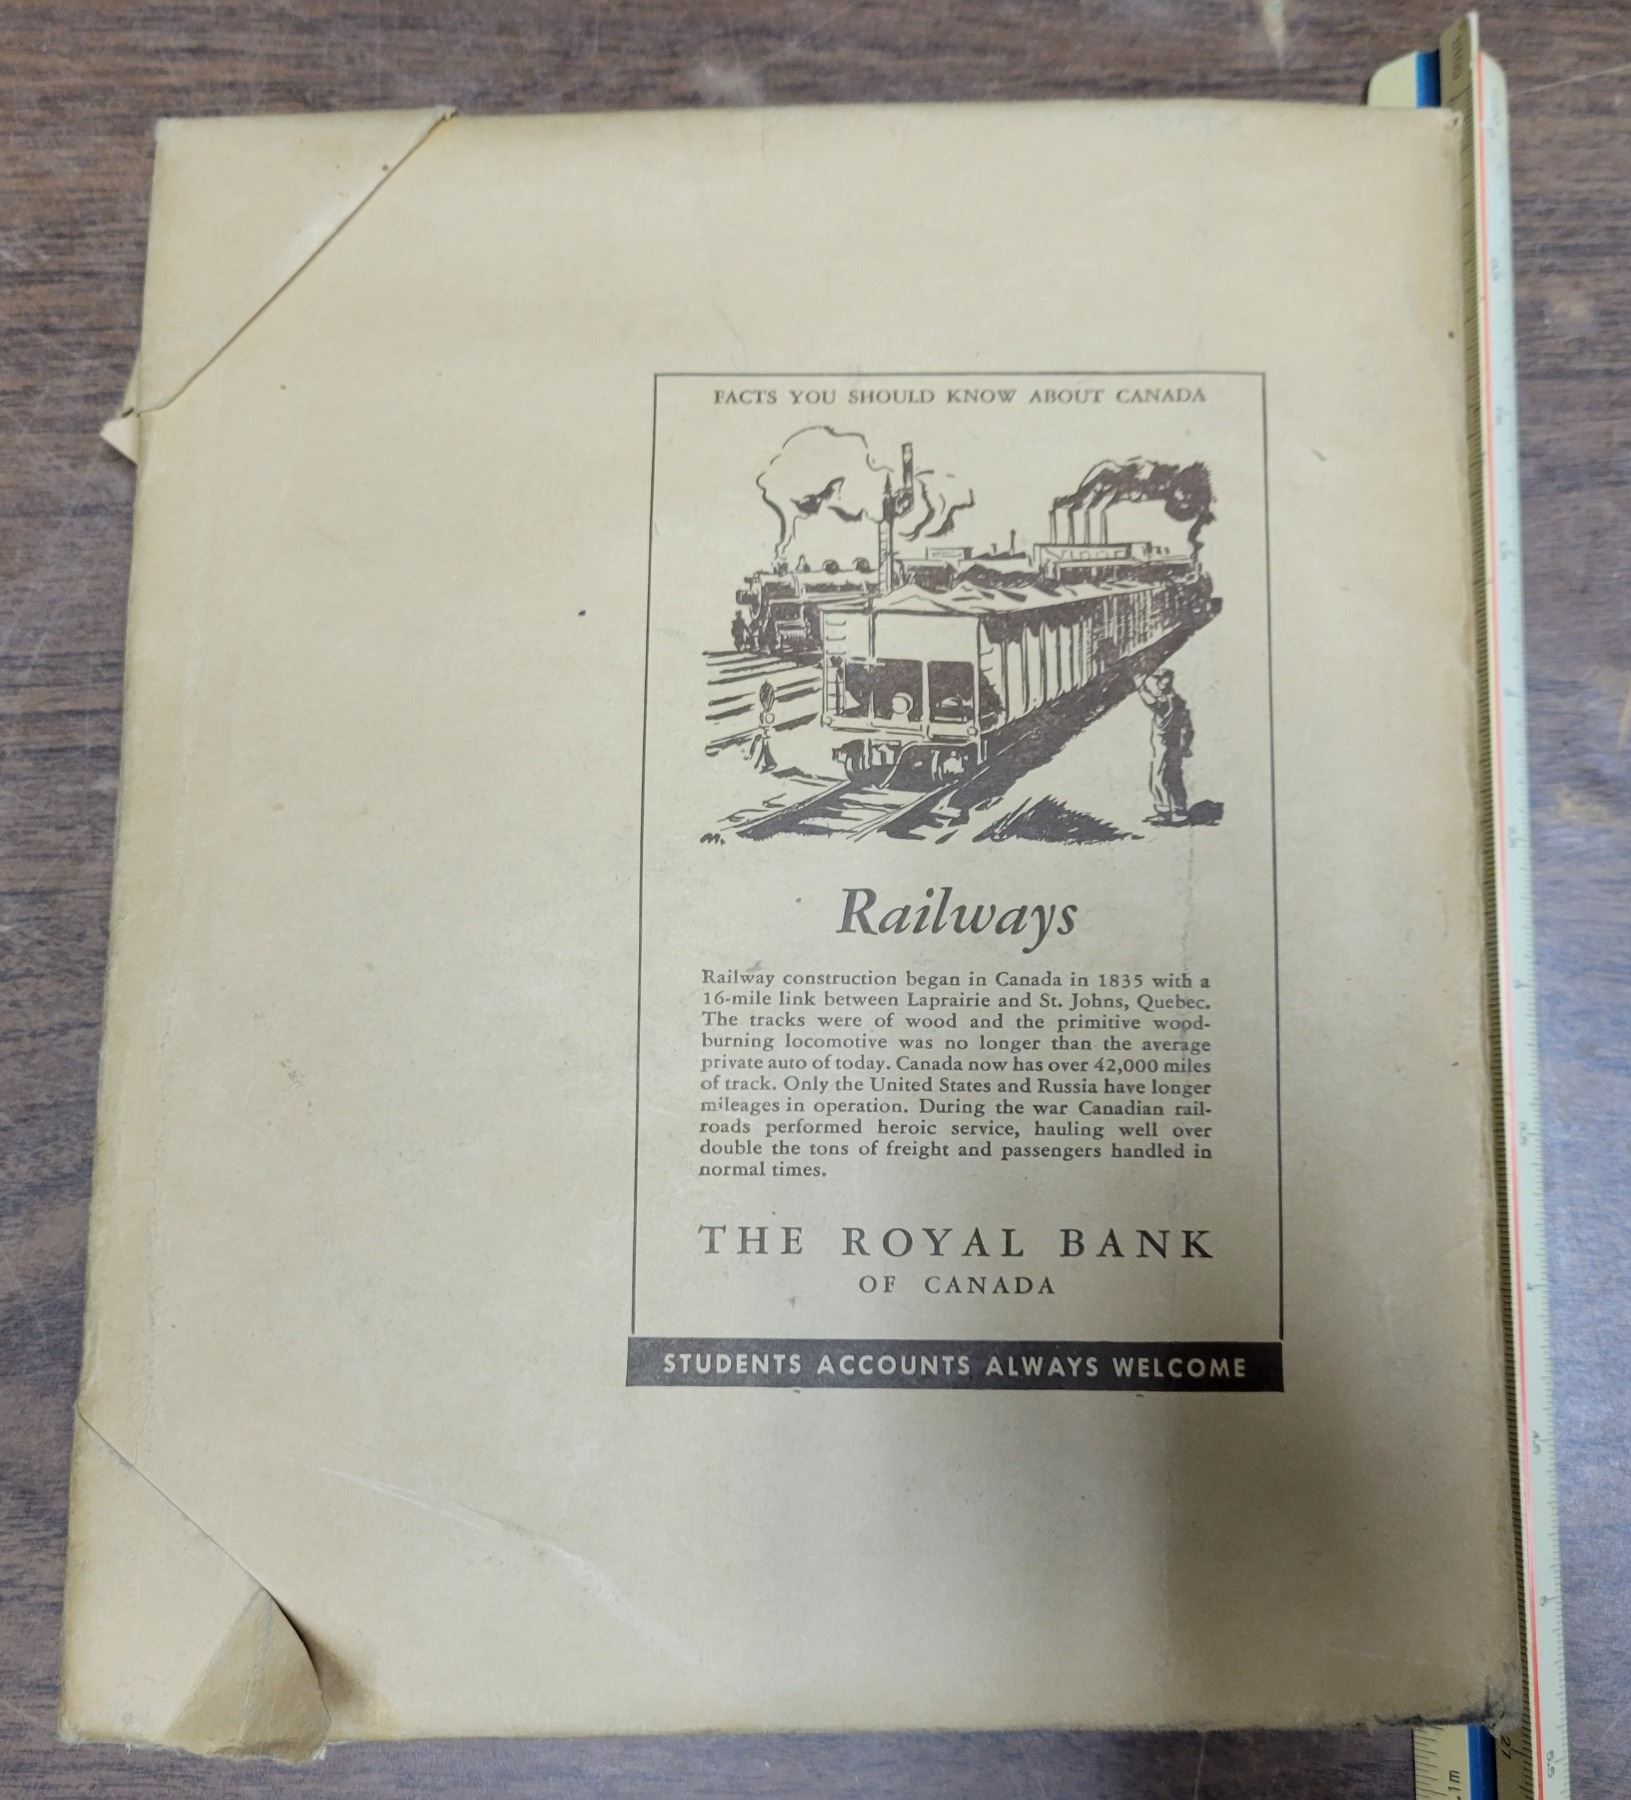 FACTS YOU SHOULD KNOW ABOUT CANADA
Railways
Railway construction began in Canada in 1835 with a
16-mile link between Laprairie and St. Johns, Quebec.
The tracks were of wood and the primitive wood-
burning locomotive was no longer than the average
private auto of today. Canada now has over 42,000 miles
of track. Only the United States and Russia have longer
mileages in operation. During the war Canadian rail-
roads performed heroic service, hauling well over
double the tons of freight and passengers handled in
normal times.
THE ROYAL BANK
OF CANADA
STUDENTS ACCOUNTS ALWAYS WELCOME
27
1m